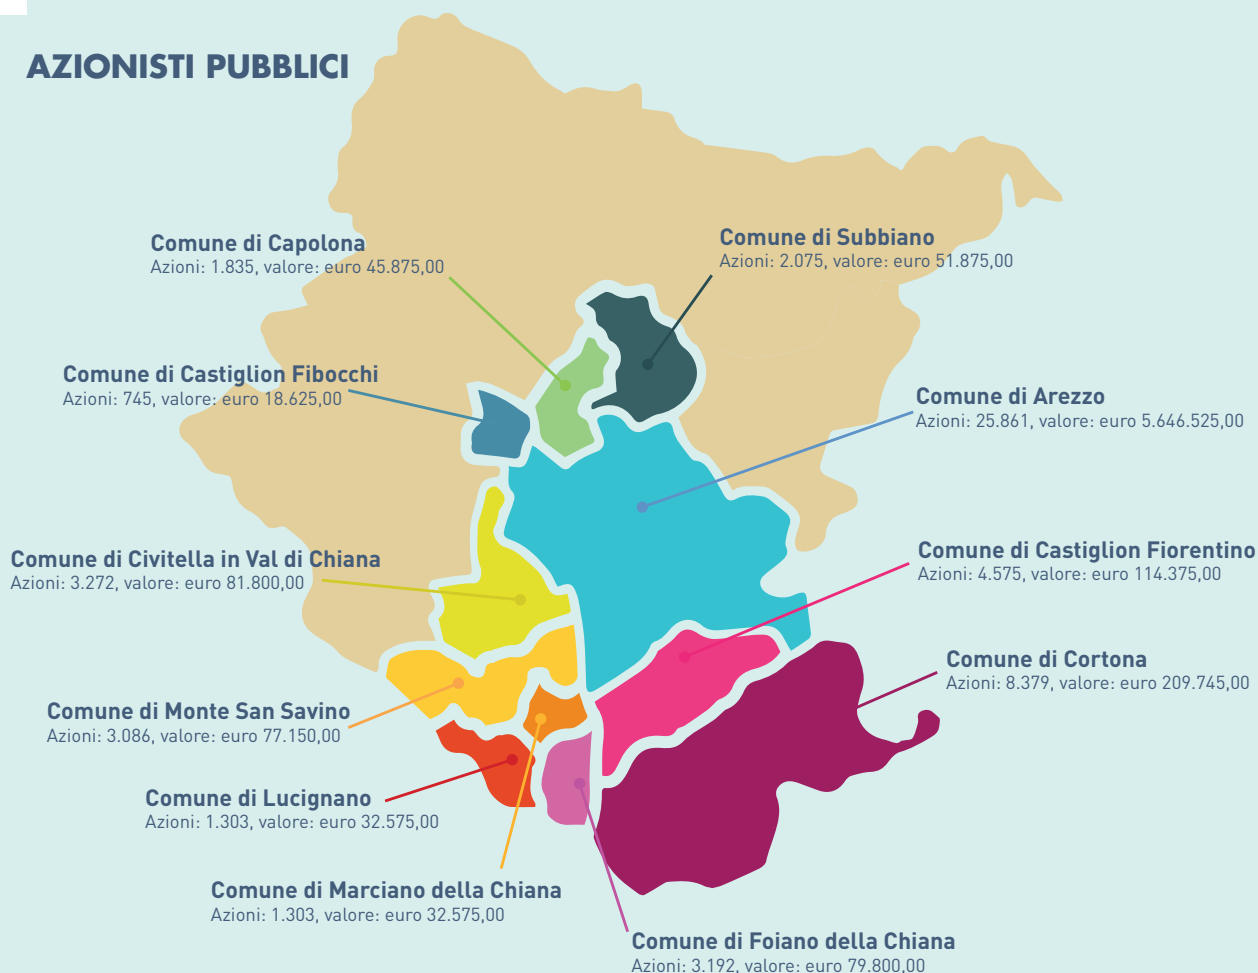 AZIONISTI PUBBLICI
Comune di Capolona
Azioni: 1.835, valore: euro 45.875,00
Comune di Subbiano
Azioni: 2.075, valore: euro 51.875,00
Comune di Castiglion Fibocchi
Azioni: 745, valore: euro 18.625,00
Comune di Arezzo
Azioni: 25.861, valore: euro 5.646.525,00
Comune di Civitella in Val di Chiana
Azioni: 3.272, valore: euro 81.800,00
Comune di Castiglion Fiorentino
Azioni: 4.575, valore: euro 114.375,00
Comune di Cortona
Azioni: 8.379, valore: euro 209.745,00
Comune di Monte San Savino
Azioni: 3.086, valore: euro 77.150,00
Comune di Lucignano
Azioni: 1.303, valore: euro 32.575,00
Comune di Marciano della Chiana
Azioni: 1.303, valore: euro 32.575,00
Comune di Foiano della Chiana
Azioni: 3.192, valore: euro 79.800,00